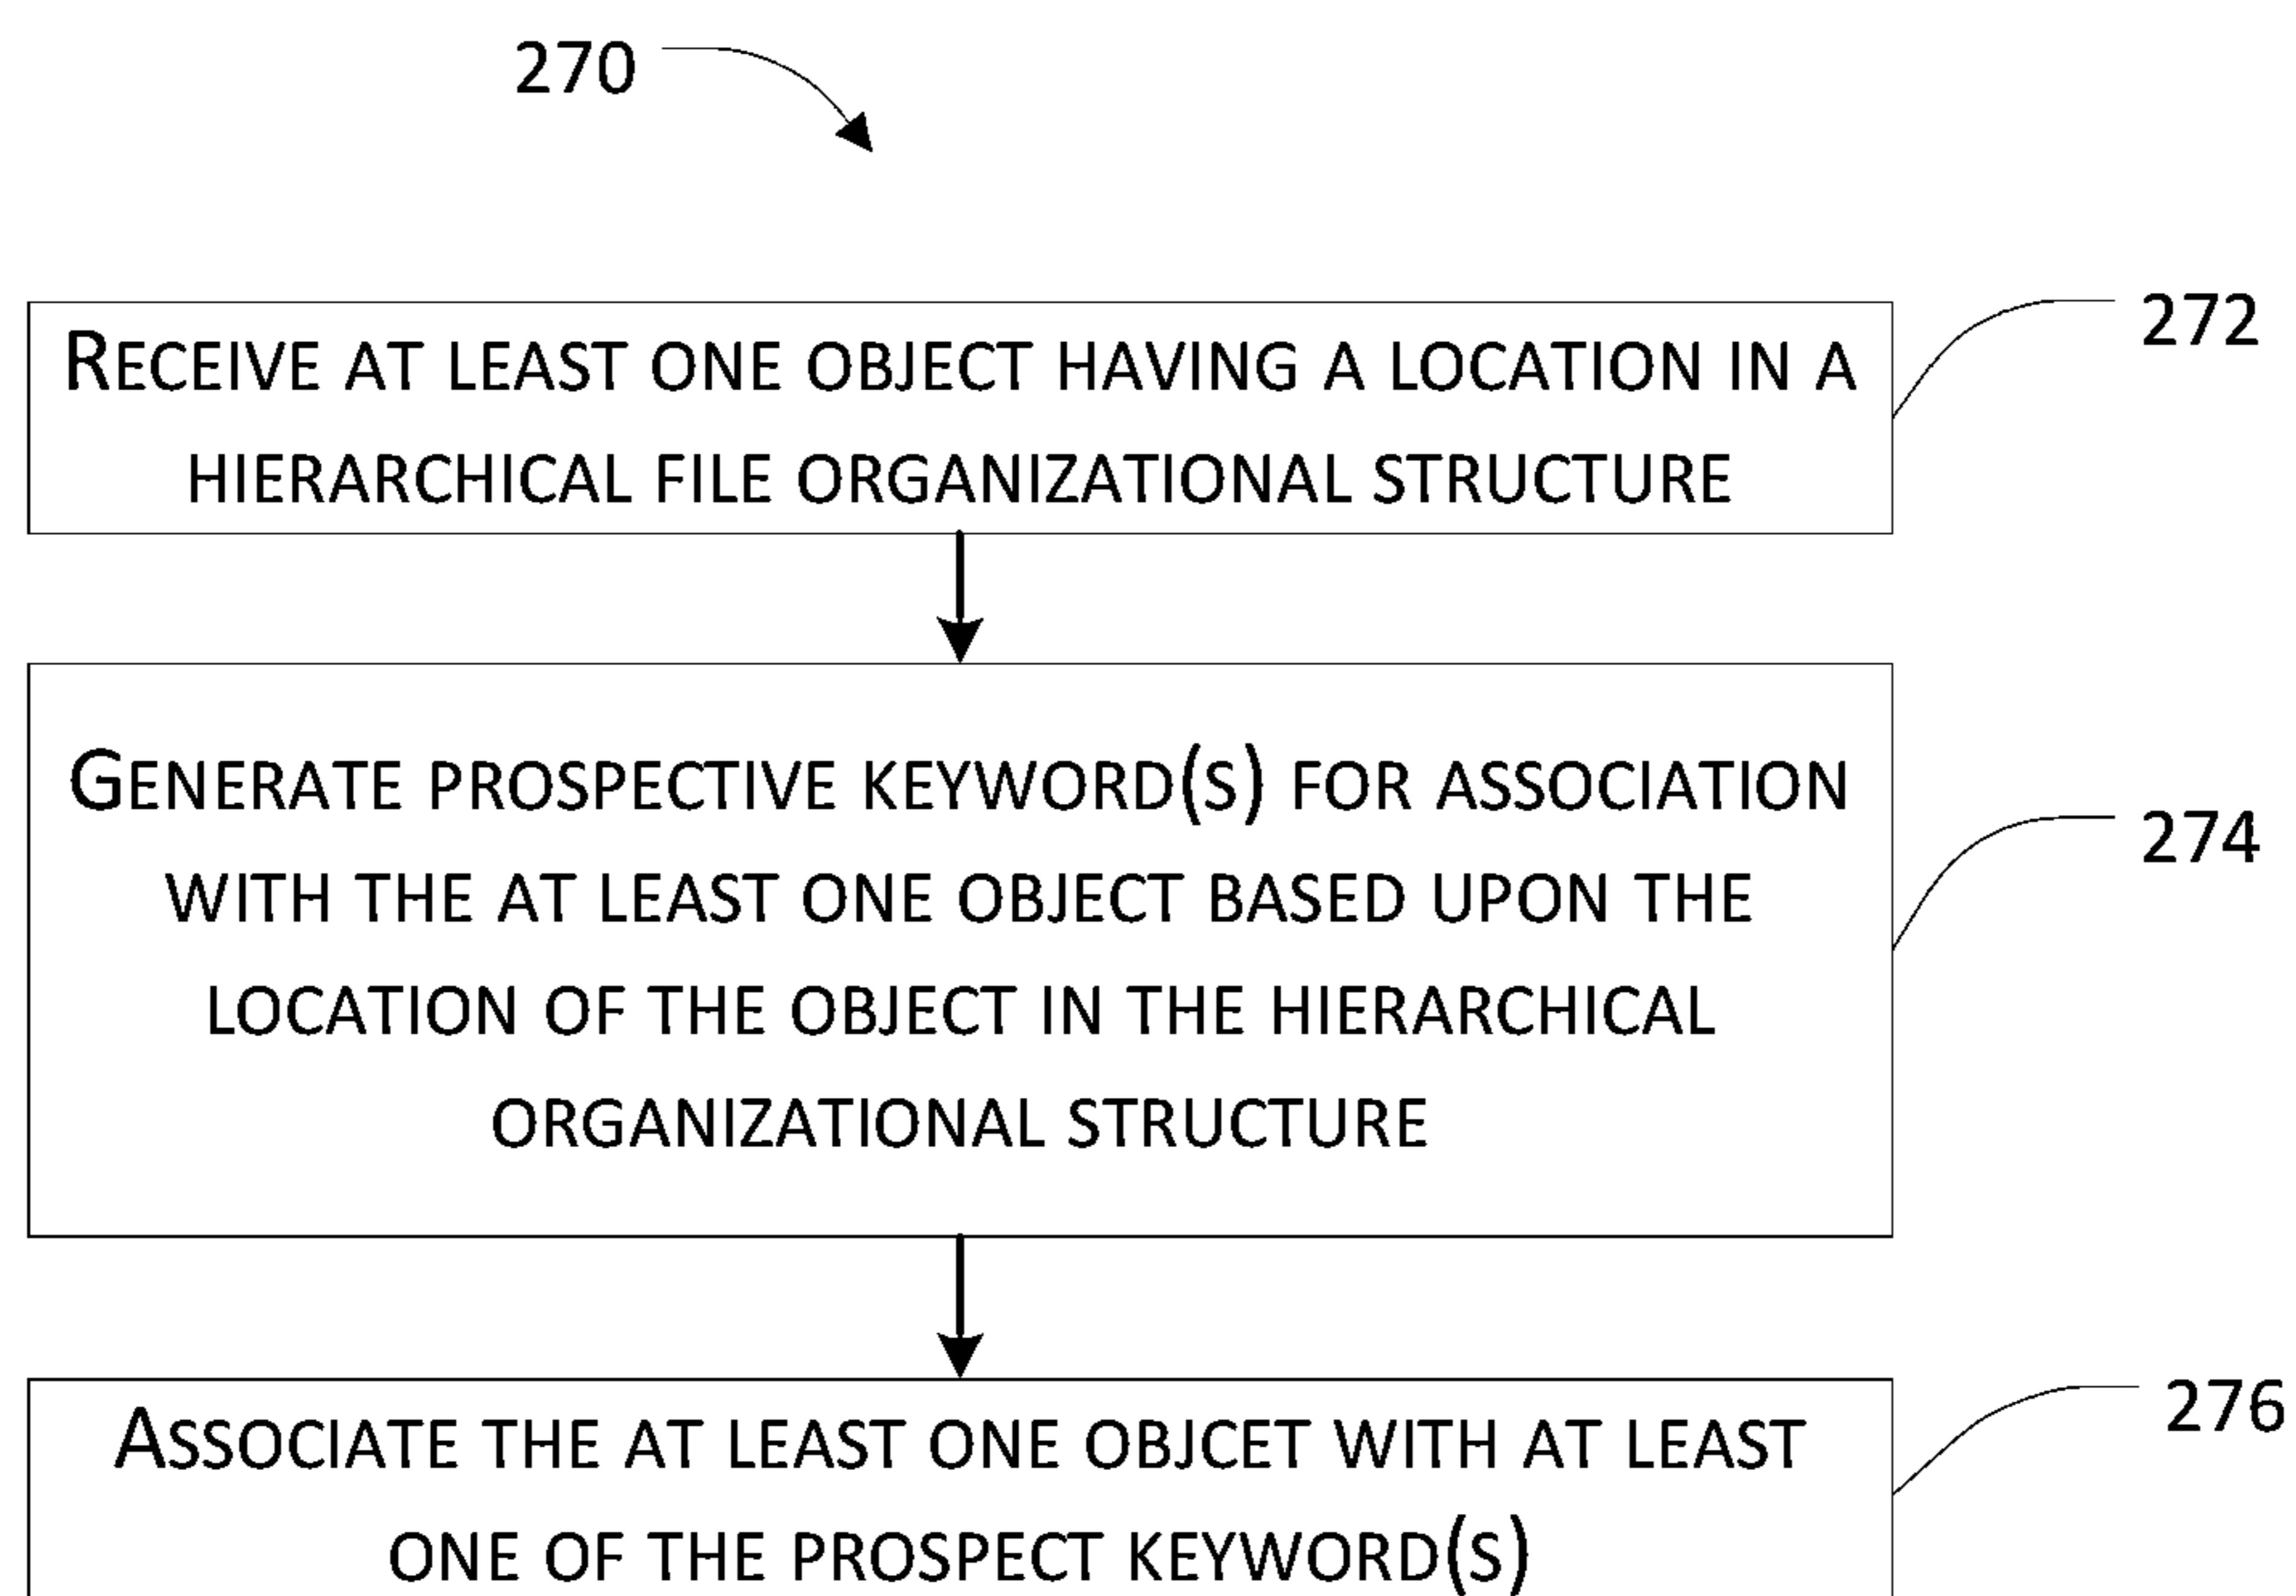 270
RECEIVE AT LEAST ONE OBJECT HAVING A LOCATION IN A
HIERARCHICAL FILE ORGANIZATIONAL STRUCTURE
272
GENERATE PROSPECTIVE KEYWORD(S) FOR ASSOCIATION
WITH THE AT LEAST ONE OBJECT BASED UPON THE
LOCATION OF THE OBJECT IN THE HIERARCHICAL
ORGANIZATIONAL STRUCTURE
274
ASSOCIATE THE AT LEAST ONE OBJCET WITH AT LEAST
ONE OF THE PROSPECT KEYWORD(S)
276